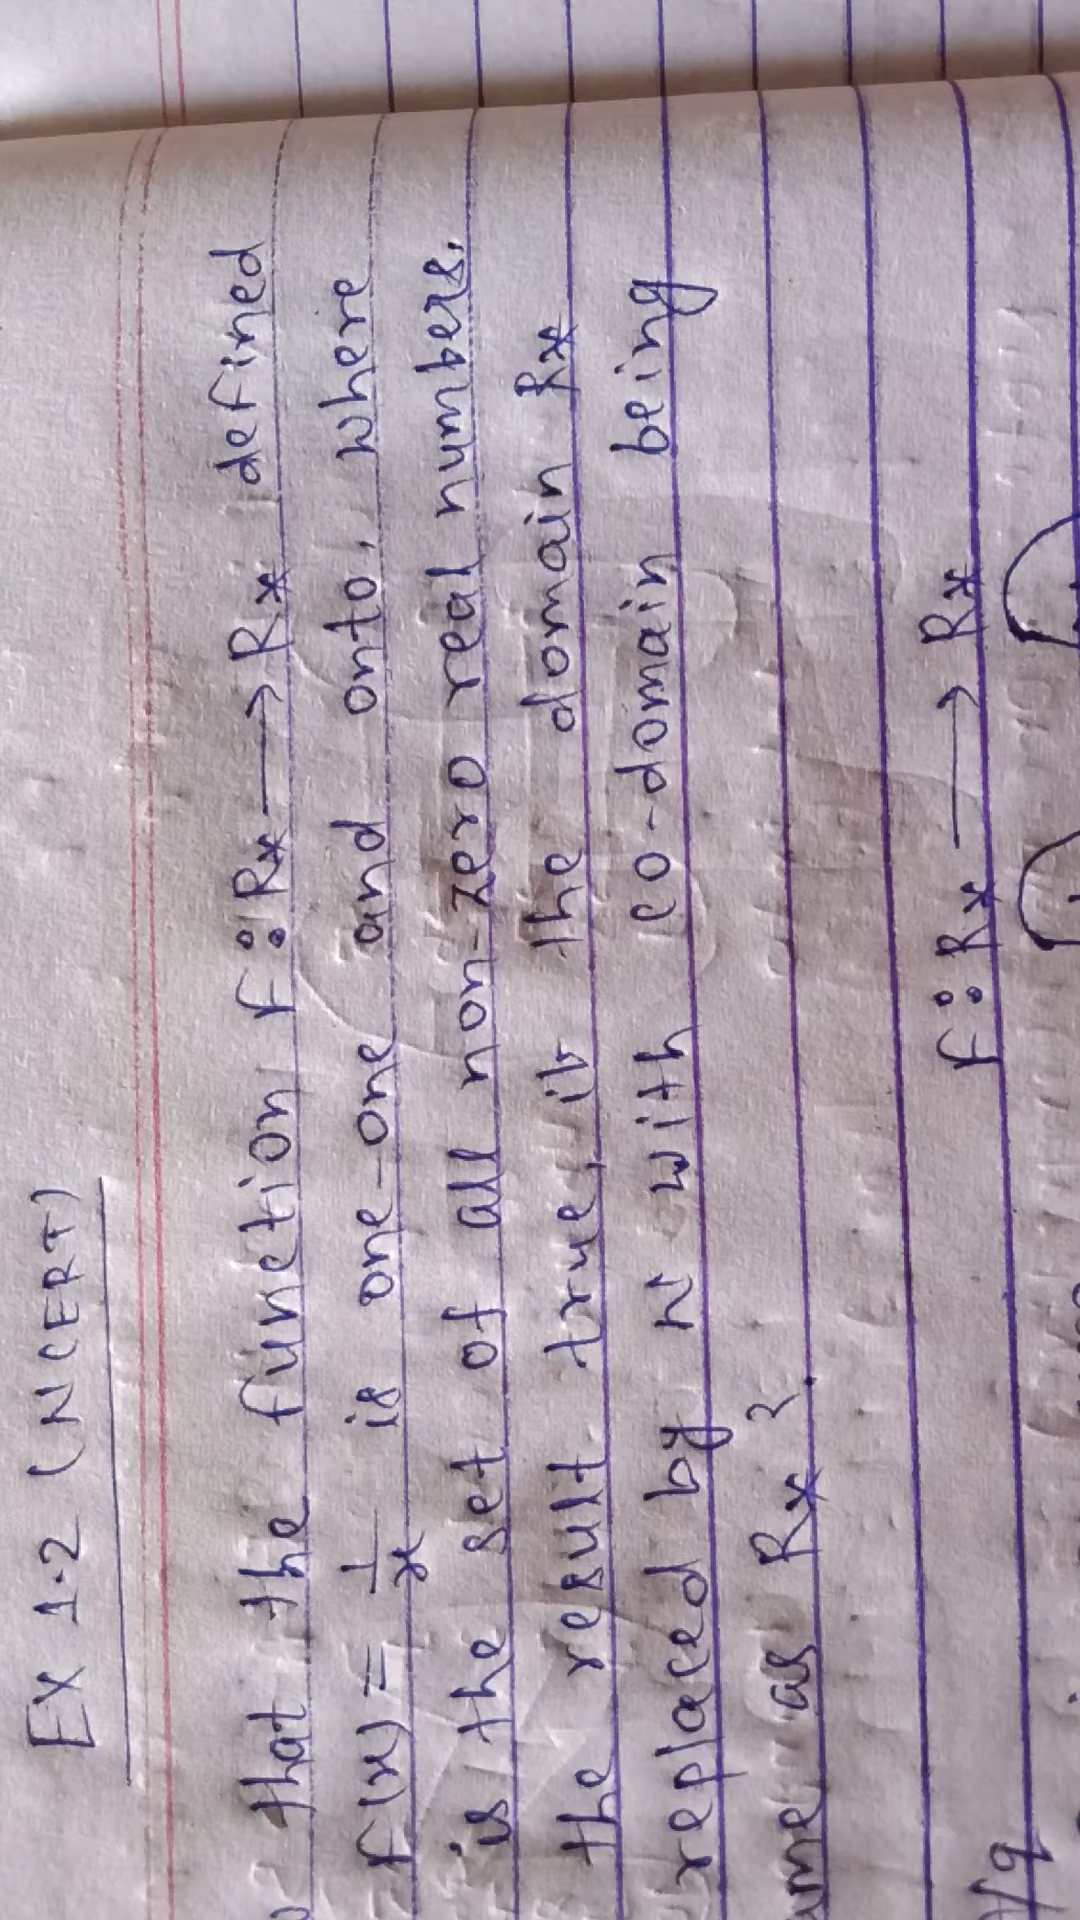 EX 1.2 (NCERT)
that the function f : R* → R* defined
f(x) = 1/x is one-one and onto, where
is the set of all non-zero real numbers.
the result true, if the domain R*
replaced by N with co-domain being
ame as R* ?
f : R* → R*